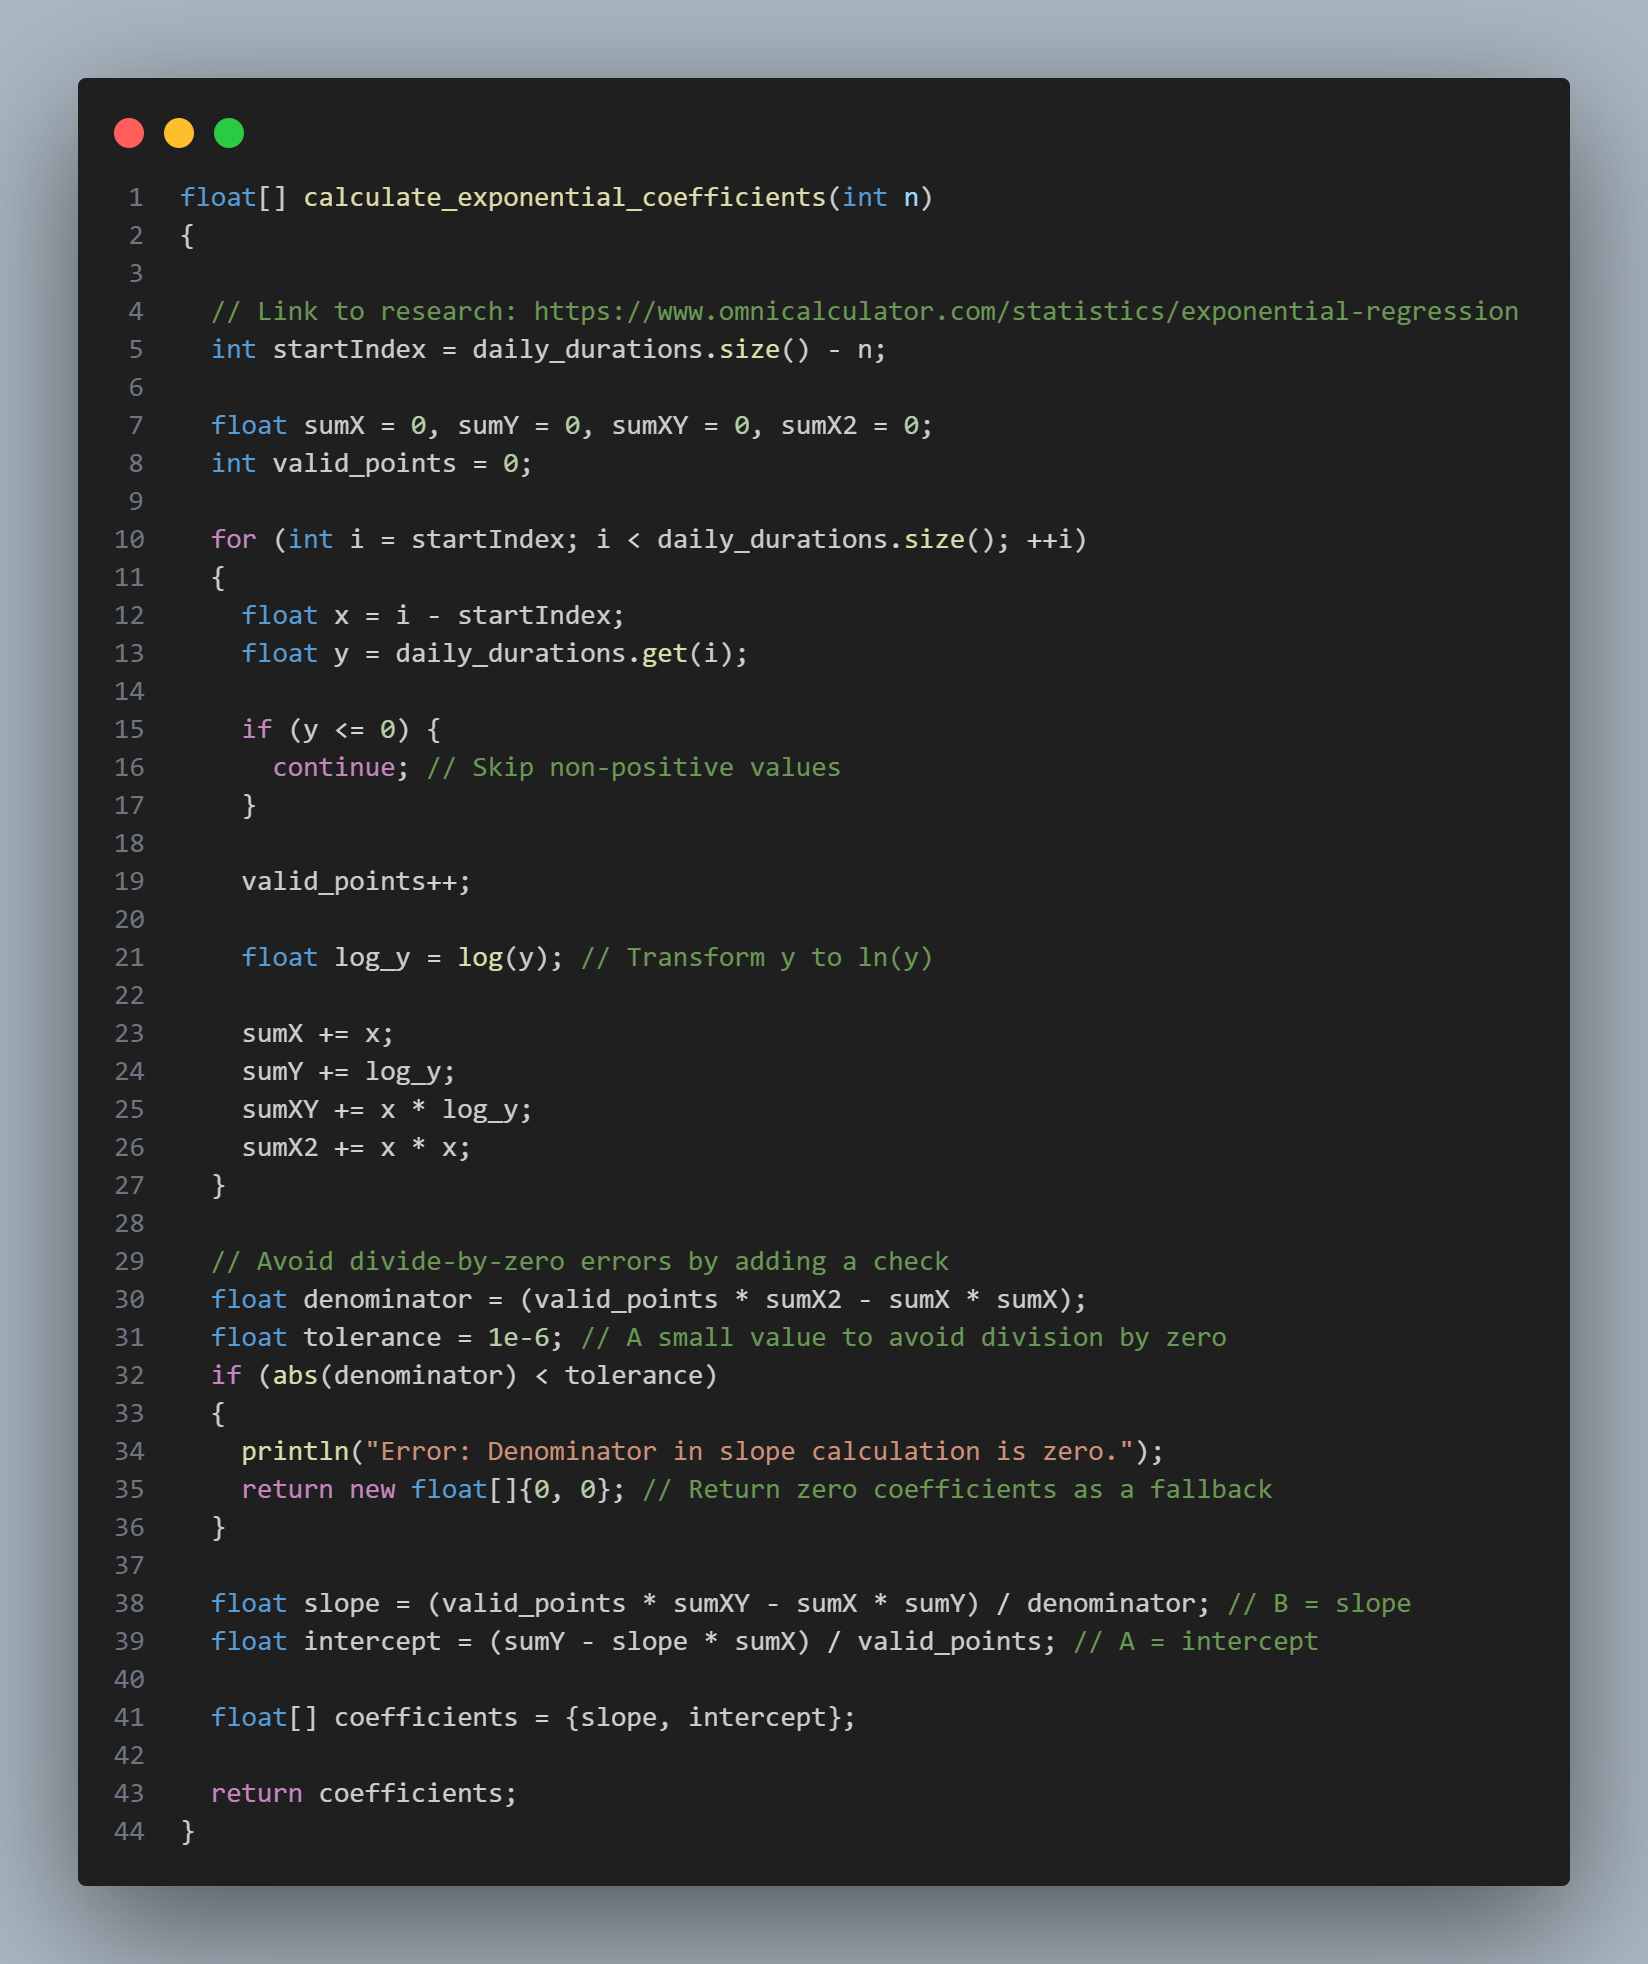 1 float[] calculate_exponential_coefficients(int n)
2 {
3
4   // Link to research: https://www.omnicalculator.com/statistics/exponential-regression
5   int startIndex = daily_durations.size() - n;
6
7   float sumX = 0, sumY = 0, sumXY = 0, sumX2 = 0;
8   int valid_points = 0;
9
10   for (int i = startIndex; i < daily_durations.size(); ++i)
11   {
12     float x = i - startIndex;
13     float y = daily_durations.get(i);
14
15     if (y <= 0) {
16       continue; // Skip non-positive values
17     }
18
19     valid_points++;
20
21     float log_y = log(y); // Transform y to ln(y)
22
23     sumX += x;
24     sumY += log_y;
25     sumXY += x * log_y;
26     sumX2 += x * x;
27   }
28
29   // Avoid divide-by-zero errors by adding a check
30   float denominator = (valid_points * sumX2 - sumX * sumX);
31   float tolerance = 1e-6; // A small value to avoid division by zero
32   if (abs(denominator) < tolerance)
33   {
34     println("Error: Denominator in slope calculation is zero.");
35     return new float[]{0, 0}; // Return zero coefficients as a fallback
36   }
37
38   float slope = (valid_points * sumXY - sumX * sumY) / denominator; // B = slope
39   float intercept = (sumY - slope * sumX) / valid_points; // A = intercept
40
41   float[] coefficients = {slope, intercept};
42
43   return coefficients;
44 }